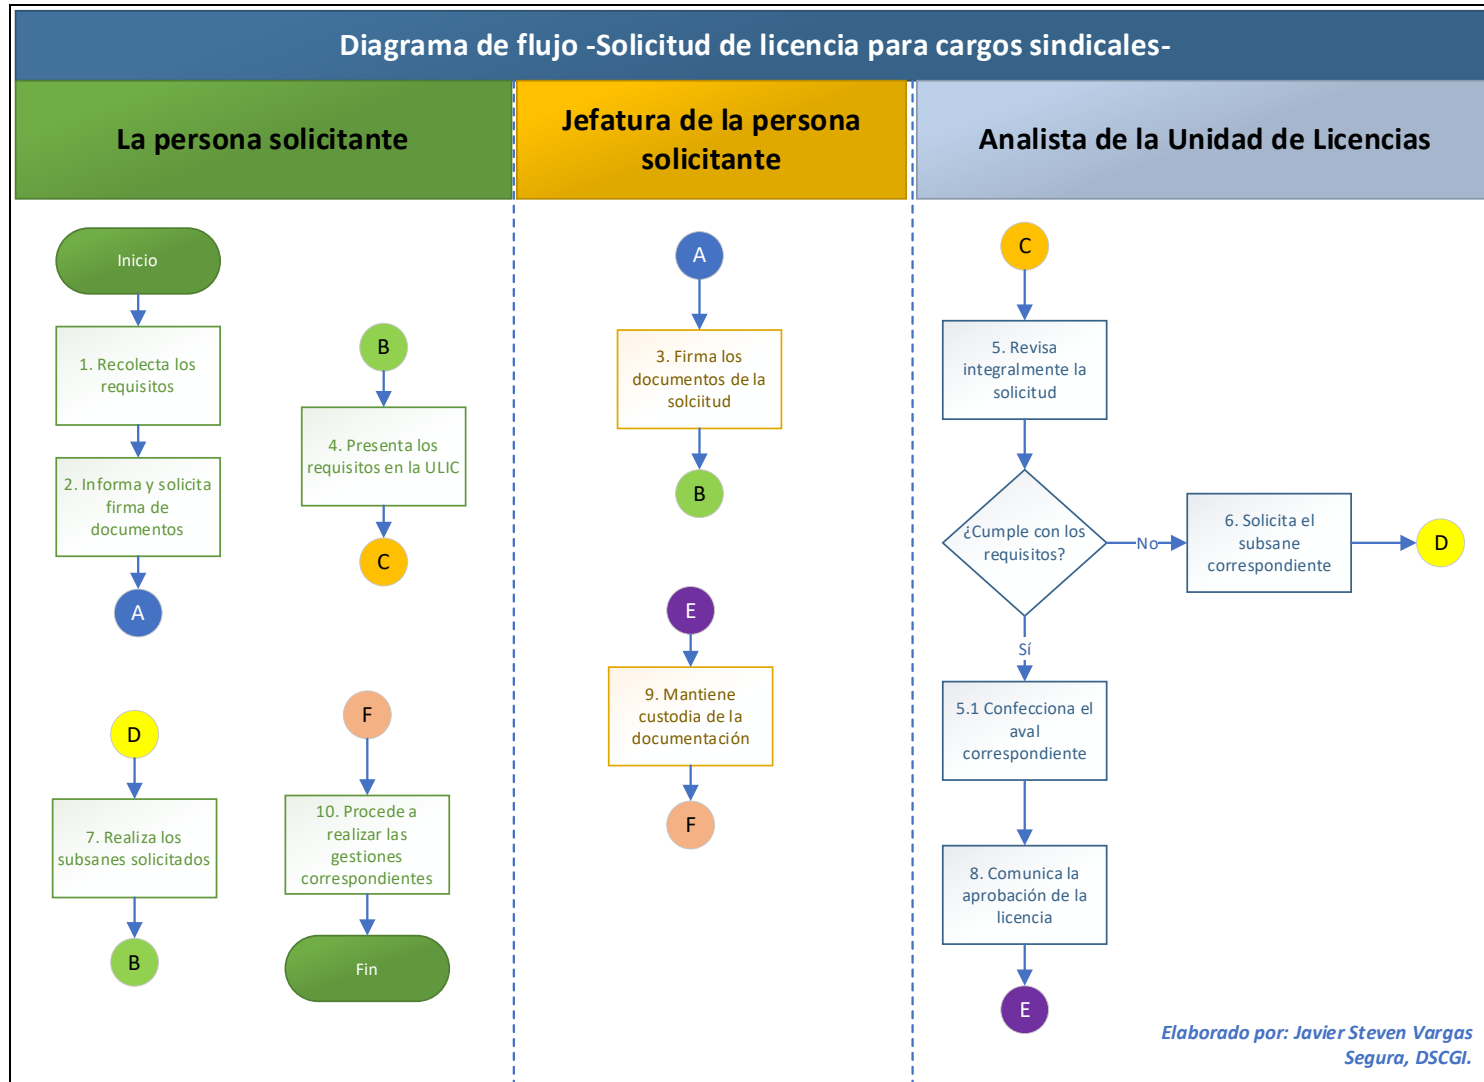 Diagrama de flujo -Solicitud de licencia para cargos sindicales-
La persona solicitante
Jefatura de la persona
solicitante
Analista de la Unidad de Licencias
Inicio
1. Recolecta los
requisitos
2. Informa y solicita
firma de
documentos
A
B
4. Presenta los
requisitos en la ULIC
C
D
7. Realiza los
subsanes solicitados
B
F
10. Procede a
realizar las
gestiones
correspondientes
Fin
A
3. Firma los
documentos de la
solciitud
B
E
9. Mantiene
custodia de la
documentación
F
C
5. Revisa
integralmente la
solicitud
¿Cumple con los
requisitos?
No
6. Solicita el
subsane
correspondiente
D
Sí
5.1 Confecciona el
aval
correspondiente
8. Comunica la
aprobación de la
licencia
E
Elaborado por: Javier Steven Vargas
Segura, DSCGI.